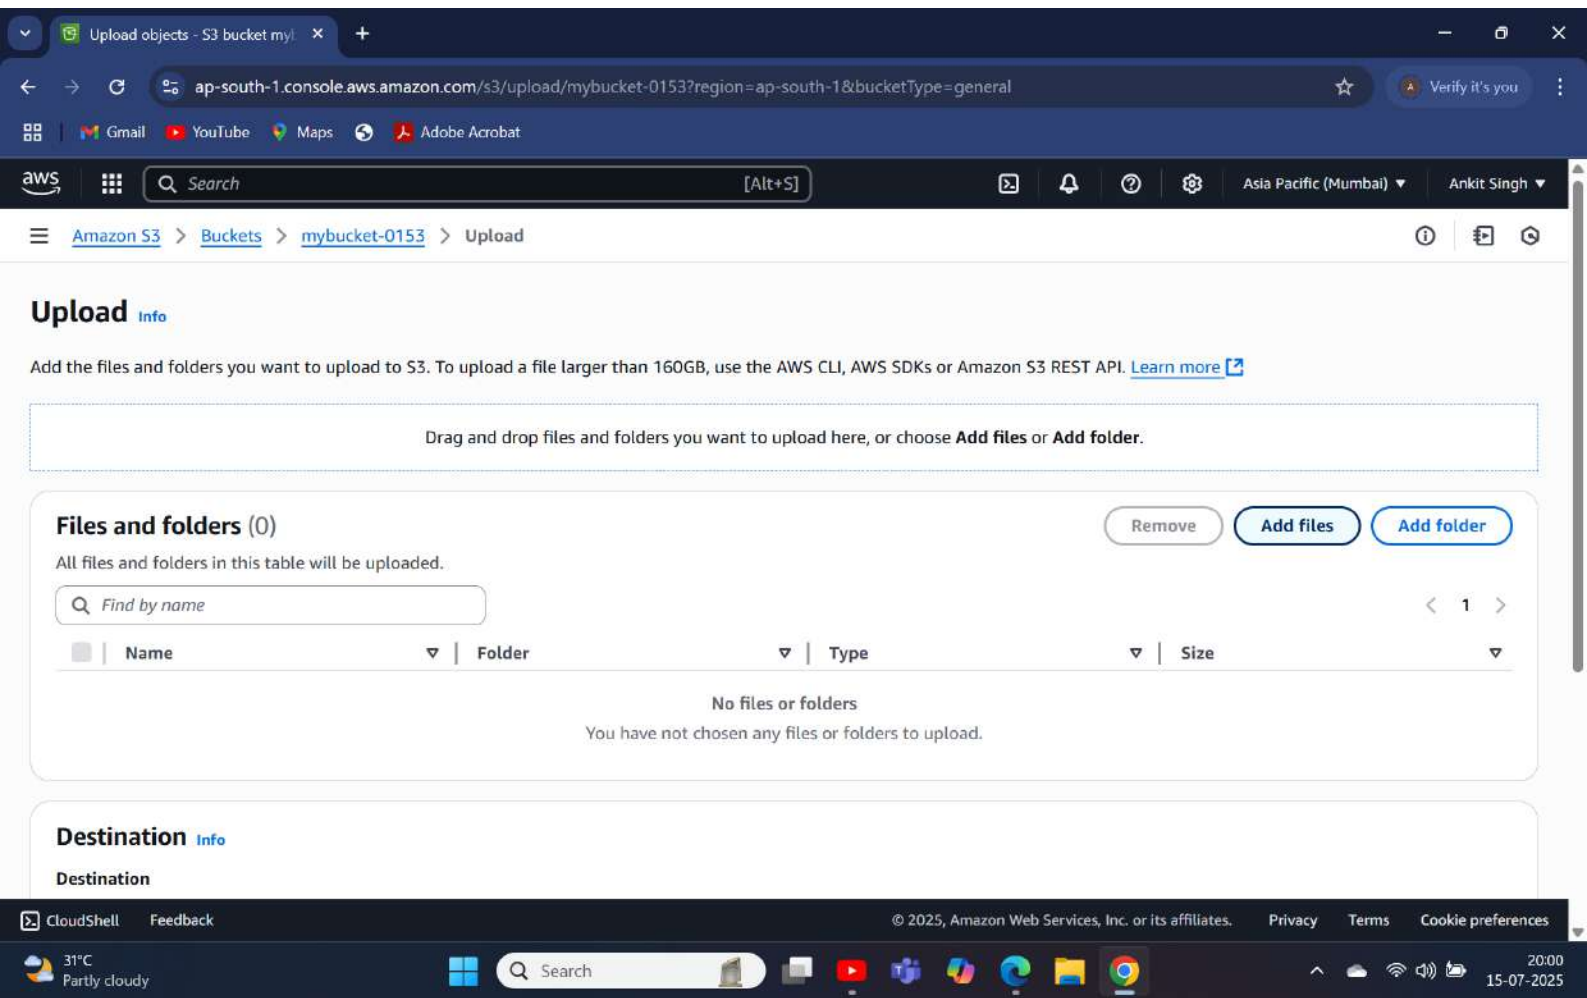 Upload objects - S3 bucket myb
ap-south-1.console.aws.amazon.com/s3/upload/mybucket-0153?region=ap-south-1&bucketType=general
A Verify it's you
Gmail YouTube Maps Adobe Acrobat
aws Search [Alt+S] Asia Pacific (Mumbai) Ankit Singh
Amazon S3 > Buckets > mybucket-0153 > Upload
Upload Info
Add the files and folders you want to upload to S3. To upload a file larger than 160GB, use the AWS CLI, AWS SDKs or Amazon S3 REST API. Learn more
Drag and drop files and folders you want to upload here, or choose Add files or Add folder.
Files and folders (0) Remove Add files Add folder
All files and folders in this table will be uploaded.
Find by name < 1 >
Name Folder Type Size
No files or folders
You have not chosen any files or folders to upload.
Destination Info
Destination
CloudShell Feedback © 2025, Amazon Web Services, Inc. or its affiliates. Privacy Terms Cookie preferences
31°C
Partly cloudy
Search
20:00
15-07-2025